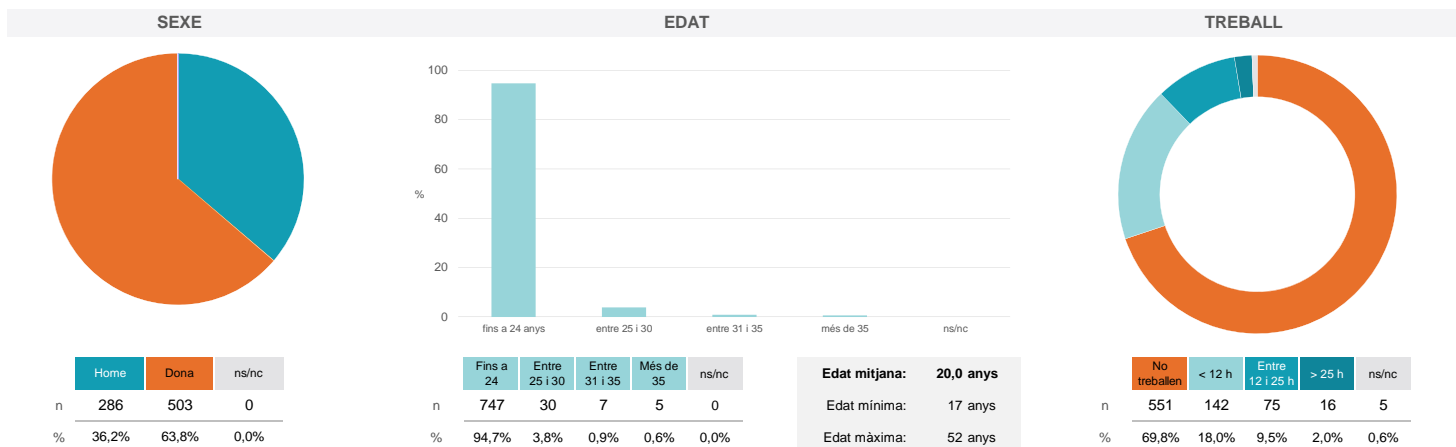 SEXE
EDAT
TREBALL
100
80
60
%
40
20
0
fins a 24 anys
entre 25 i 30
entre 31 i 35
més de 35
ns/nc
Home
Dona
ns/nc
n
286
503
0
%
36,2%
63,8%
0,0%
Fins a
24
Entre
25 i 30
Entre
31 i 35
Més de
35
ns/nc
n
747
30
7
5
0
%
94,7%
3,8%
0,9%
0,6%
0,0%
Edat mitjana: 20,0 anys
Edat mínima: 17 anys
Edat màxima: 52 anys
No
treballen
< 12 h
Entre
12 i 25 h
> 25 h
ns/nc
n
551
142
75
16
5
%
69,8%
18,0%
9,5%
2,0%
0,6%